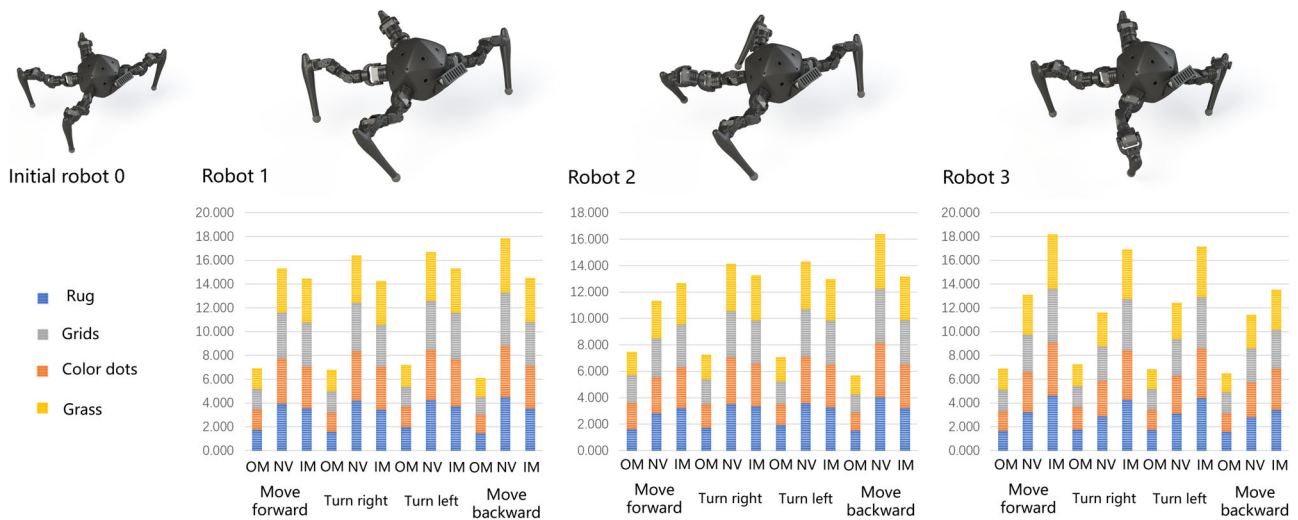 Initial robot 0
Robot 1
Robot 2
Robot 3
Rug
Grids
Color dots
Grass
20.000
18.000
16.000
14.000
12.000
10.000
8.000
6.000
4.000
2.000
0.000
OM NV IM OM NV IM OM NV IM OM NV IM
Move forward
Turn right
Turn left
Move backward
18.000
16.000
14.000
12.000
10.000
8.000
6.000
4.000
2.000
0.000
OM NV IM OM NV IM OM NV IM OM NV IM
Move forward
Turn right
Turn left
Move backward
20.000
18.000
16.000
14.000
12.000
10.000
8.000
6.000
4.000
2.000
0.000
OM NV IM OM NV IM OM NV IM OM NV IM
Move forward
Turn right
Turn left
Move backward